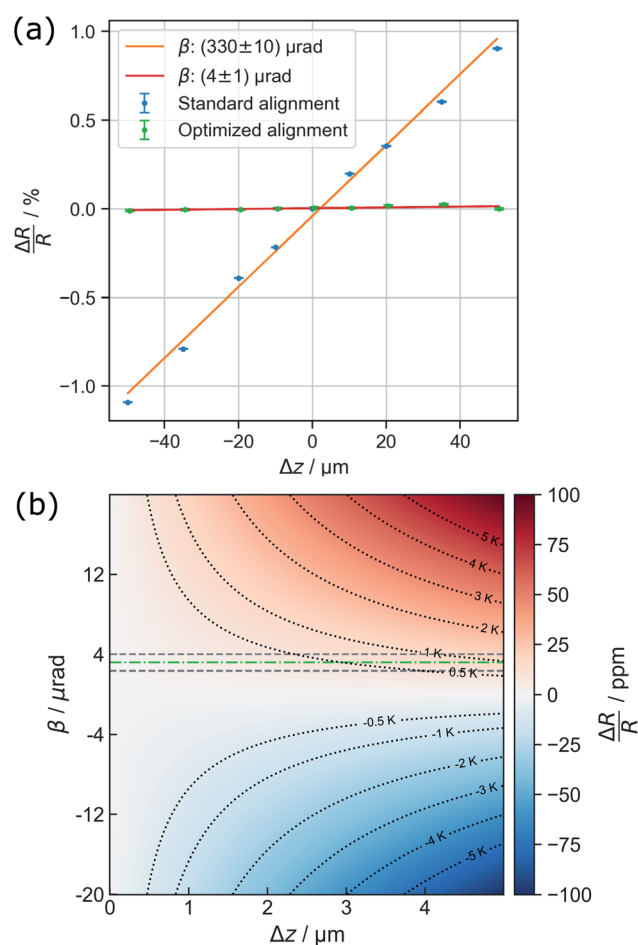 (a)
1.0
0.5
0.0
−0.5
−1.0
ΔR/R / %
β: (330±10) μrad
β: (4±1) μrad
Standard alignment
Optimized alignment
−40 −20 0 20 40
Δz / μm
(b)
12
4
-4
-12
-20
β / μrad
5 K
4 K
3 K
2 K
1 K
0.5 K
-0.5 K
-1 K
-2 K
-3 K
-4 K
-5 K
0 1 2 3 4
Δz / μm
100
75
50
25
0
−25
−50
−75
−100
ΔR/R / ppm